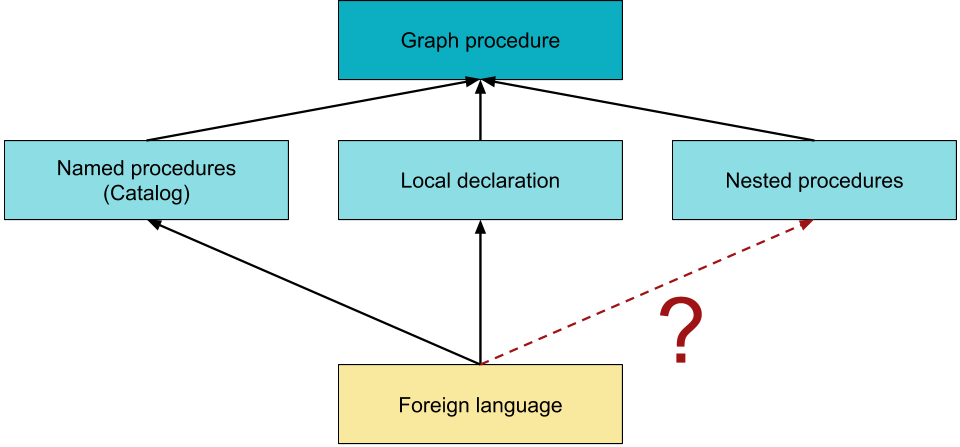 Graph procedure
Named procedures
(Catalog)
Local declaration
Nested procedures
?
Foreign language